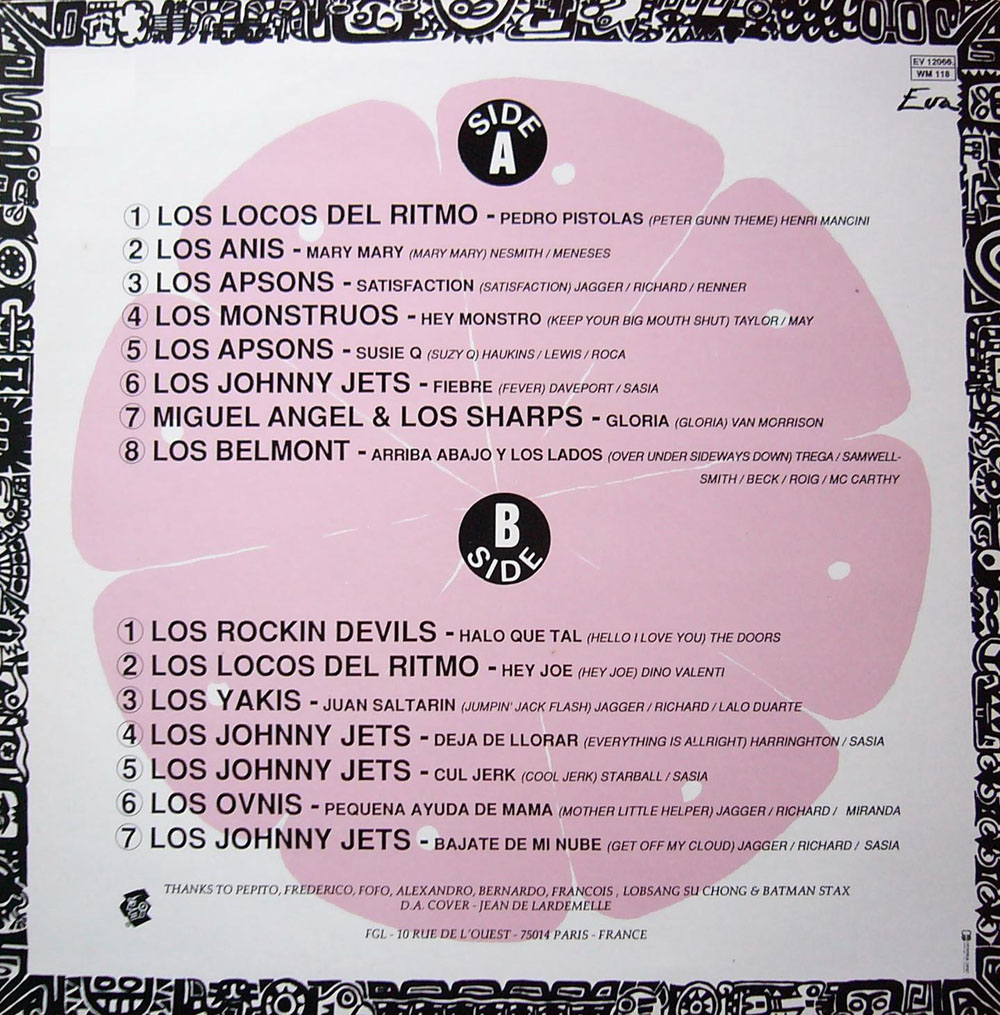 EV 12066
WM 118
Eva
SIDE
A
1 LOS LOCOS DEL RITMO - PEDRO PISTOLAS (PETER GUNN THEME) HENRI MANCINI
2 LOS ANIS - MARY MARY (MARY MARY) NESMITH / MENESES
3 LOS APSONS - SATISFACTION (SATISFACTION) JAGGER / RICHARD / RENNER
4 LOS MONSTRUOS - HEY MONSTRO (KEEP YOUR BIG MOUTH SHUT) TAYLOR / MAY
5 LOS APSONS - SUSIE Q (SUZY Q) HAUKINS / LEWIS / ROCA
6 LOS JOHNNY JETS - FIEBRE (FEVER) DAVEPORT / SASIA
7 MIGUEL ANGEL & LOS SHARPS - GLORIA (GLORIA) VAN MORRISON
8 LOS BELMONT - ARRIBA ABAJO Y LOS LADOS (OVER UNDER SIDEWAYS DOWN) TREGA / SAMWELL-
SMITH / BECK / ROIG / MC CARTHY
B
SIDE
1 LOS ROCKIN DEVILS - HALO QUE TAL (HELLO I LOVE YOU) THE DOORS
2 LOS LOCOS DEL RITMO - HEY JOE (HEY JOE) DINO VALENTI
3 LOS YAKIS - JUAN SALTARIN (JUMPIN' JACK FLASH) JAGGER / RICHARD / LALO DUARTE
4 LOS JOHNNY JETS - DEJA DE LLORAR (EVERYTHING IS ALLRIGHT) HARRINGHTON / SASIA
5 LOS JOHNNY JETS - CUL JERK (COOL JERK) STARBALL / SASIA
6 LOS OVNIS - PEQUENA AYUDA DE MAMA (MOTHER LITTLE HELPER) JAGGER / RICHARD / MIRANDA
7 LOS JOHNNY JETS - BAJATE DE MI NUBE (GET OFF MY CLOUD) JAGGER / RICHARD / SASIA
THANKS TO PEPITO, FREDERICO, FOFO, ALEXANDRO, BERNARDO, FRANCOIS , LOBSANG SU CHONG & BATMAN STAX
D.A. COVER - JEAN DE LARDEMELLE
FGL - 10 RUE DE L'OUEST - 75014 PARIS - FRANCE